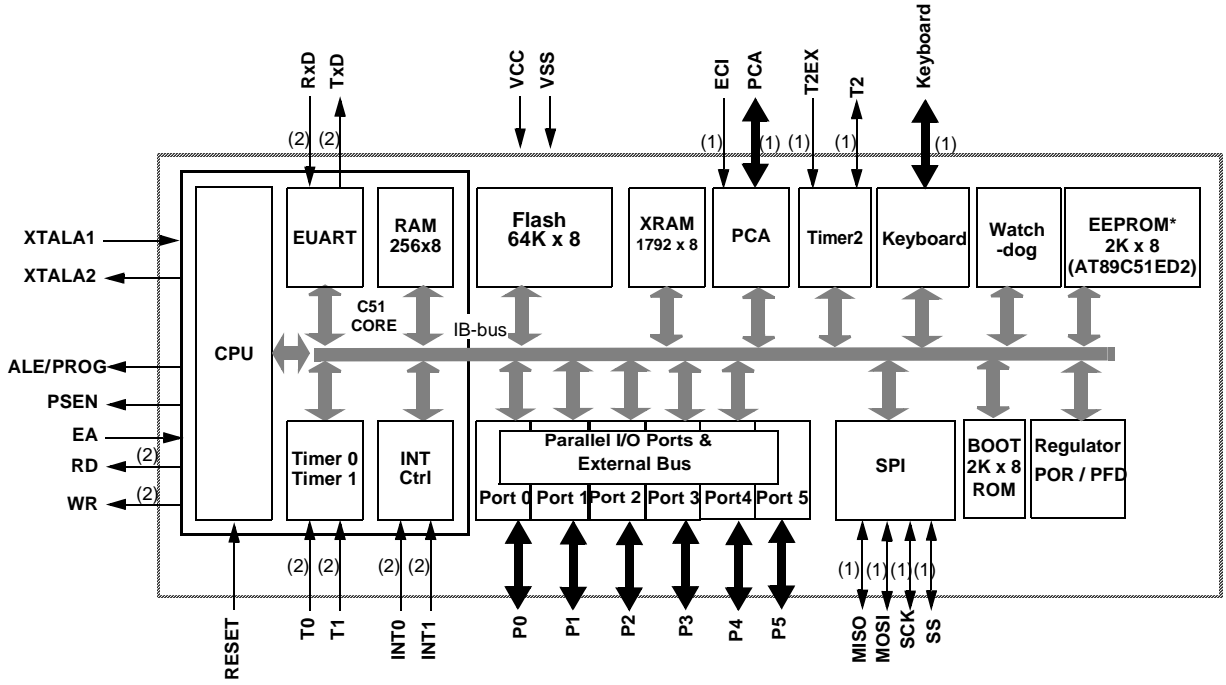 RxD
TxD
VCC
VSS
ECI
PCA
T2EX
T2
Keyboard
(2)
(2)
(1)
(1)
(1)
(1)
(1)
XTALA1
XTALA2
ALE/PROG
PSEN
EA
RD
(2)
WR
(2)
CPU
EUART
RAM
256x8
C51
CORE
IB-bus
Flash
64K x 8
XRAM
1792 x 8
PCA
Timer2
Keyboard
Watch
-dog
EEPROM*
2K x 8
(AT89C51ED2)
Timer 0
Timer 1
INT
Ctrl
Parallel I/O Ports &
External Bus
Port 0
Port 1
Port 2
Port 3
Port4
Port 5
SPI
BOOT
2K x 8
ROM
Regulator
POR / PFD
(2)
(2)
(2)
(2)
(1)
(1)
(1)
(1)
RESET
T0
T1
INT0
INT1
P0
P1
P2
P3
P4
P5
MISO
MOSI
SCK
SS